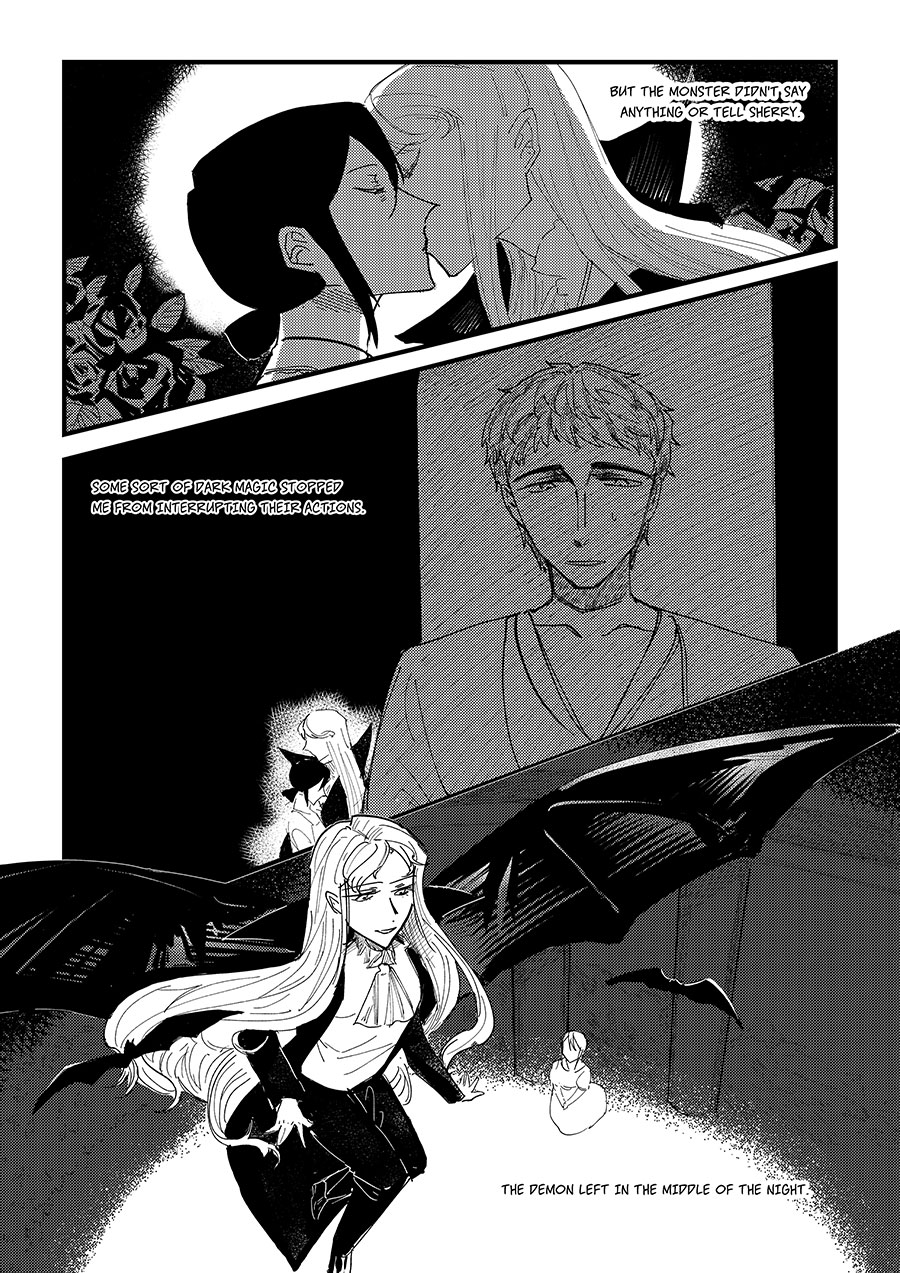 BUT THE MONSTER DIDN'T SAY
ANYTHING OR TELL SHERRY.
SOME SORT OF DARK MAGIC STOPPED
ME FROM INTERRUPTING THEIR ACTIONS.
THE DEMON LEFT IN THE MIDDLE OF THE NIGHT.